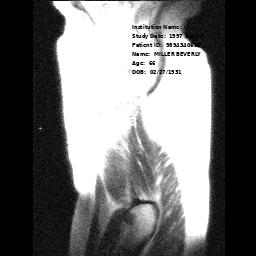 Institution Name:
Study Date: 1997
Patient ID:
Name: MILLER BEVERLY
Age: 66
DOB: 02/27/1931